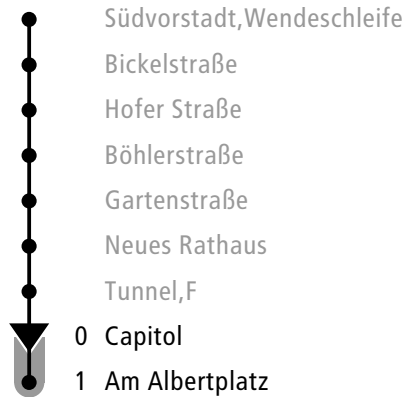 Südvorstadt,Wendeschleife
Bickelstraße
Hofer Straße
Böhlerstraße
Gartenstraße
Neues Rathaus
Tunnel,F
0 Capitol
1 Am Albertplatz